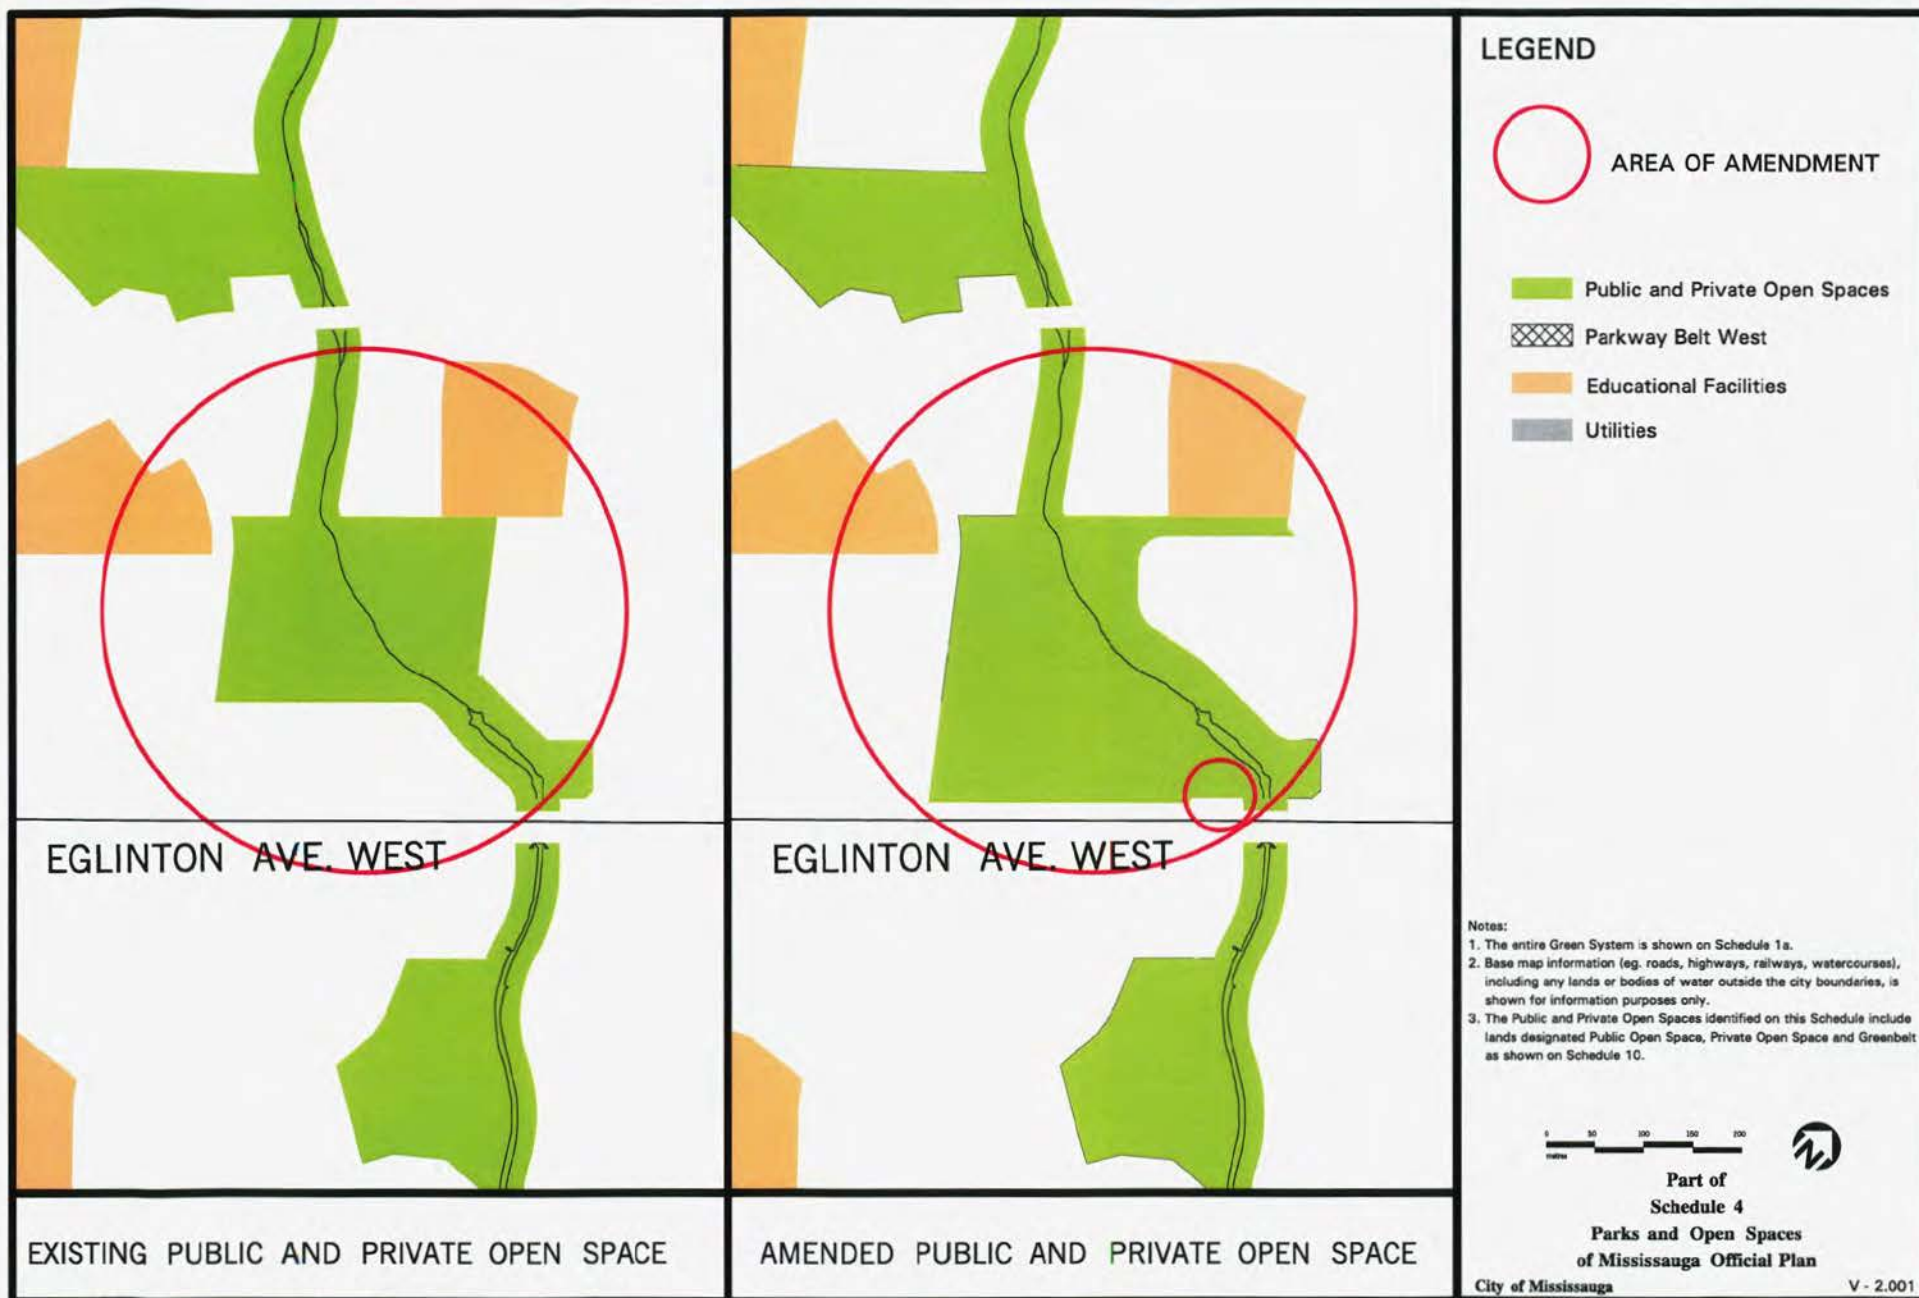 EGLINTON AVE. WEST
EXISTING PUBLIC AND PRIVATE OPEN SPACE
EGLINTON AVE. WEST
AMENDED PUBLIC AND PRIVATE OPEN SPACE
LEGEND
AREA OF AMENDMENT
Public and Private Open Spaces
Parkway Belt West
Educational Facilities
Utilities
Notes:
1. The entire Green System is shown on Schedule 1a.
2. Base map information (eg. roads, highways, railways, watercourses),
including any lands or bodies of water outside the city boundaries, is
shown for information purposes only.
3. The Public and Private Open Spaces identified on this Schedule include
lands designated Public Open Space, Private Open Space and Greenbelt
as shown on Schedule 10.
0 50 100 150 200
metres
Part of
Schedule 4
Parks and Open Spaces
of Mississauga Official Plan
City of Mississauga V - 2.001